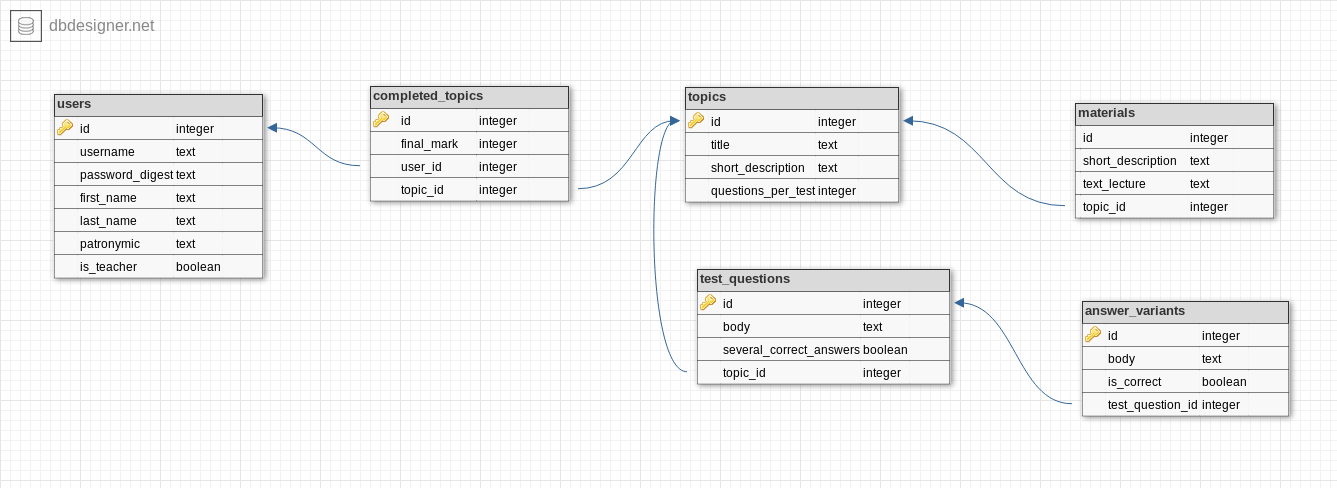 dbdesigner.net
users
id integer
username text
password_digest text
first_name text
last_name text
patronymic text
is_teacher boolean
completed_topics
id integer
final_mark integer
user_id integer
topic_id integer
topics
id integer
title text
short_description text
questions_per_test integer
materials
id integer
short_description text
text_lecture text
topic_id integer
test_questions
id integer
body text
several_correct_answers boolean
topic_id integer
answer_variants
id integer
body text
is_correct boolean
test_question_id integer